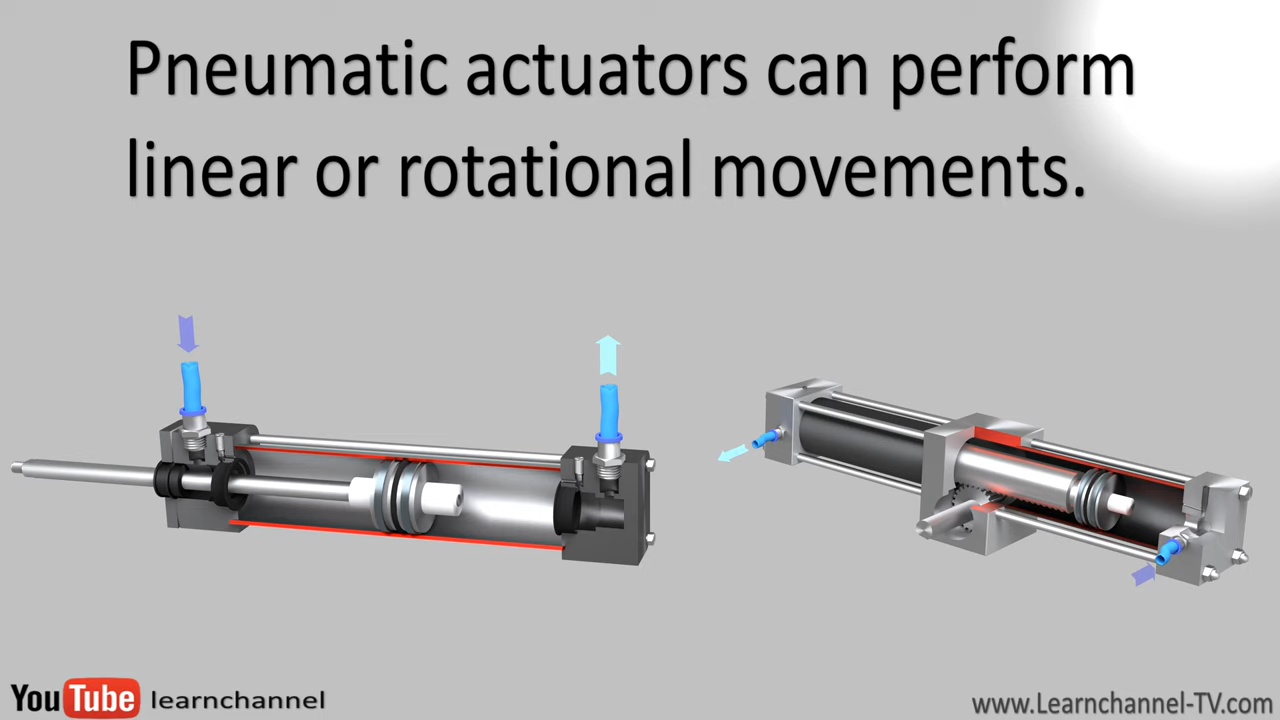 Pneumatic actuators can perform
linear or rotational movements.
YouTube learnchannel
www.Learnchannel-TV.com